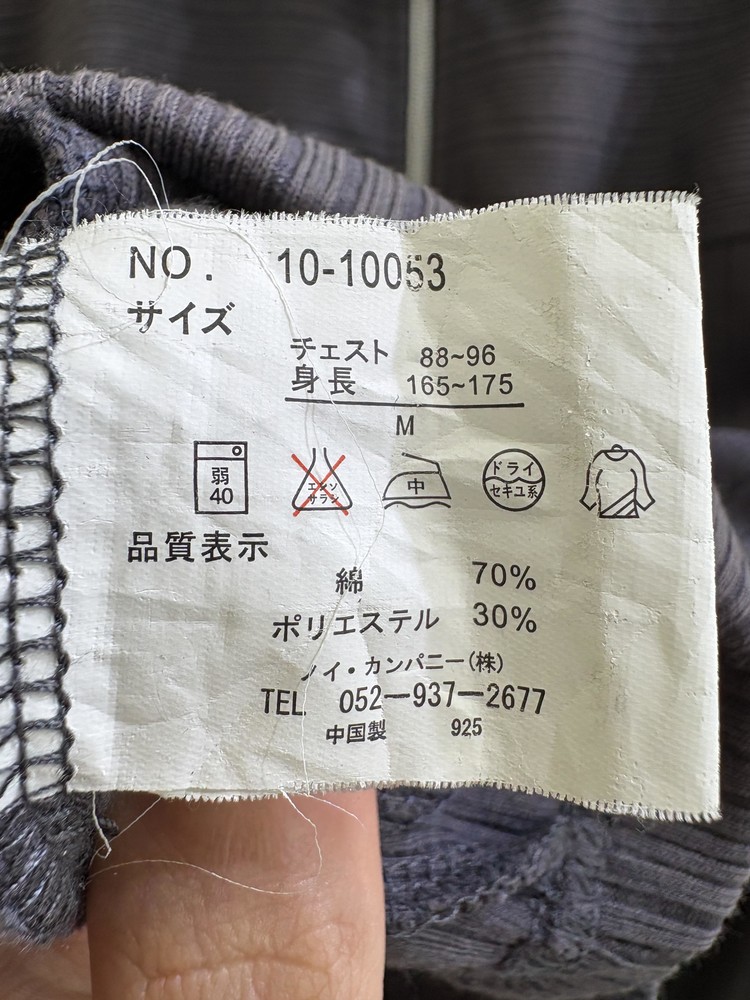 NO. 10-10053
サイズ
チェスト 88~96
身長 165~175
M
弱
40
エンソ
サラシ
中
ドライ
セキユ系
品質表示
綿 70%
ポリエステル 30%
ノイ・カンパニー(株)
TEL 052-937-2677
中国製 925